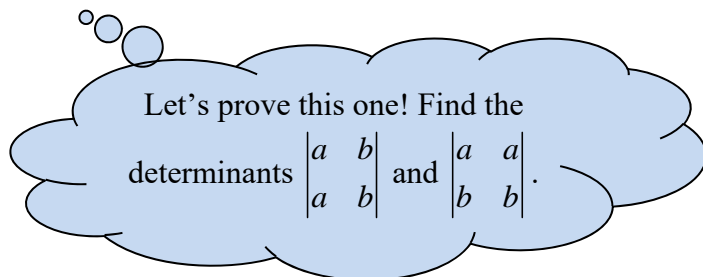 Let's prove this one! Find the
determinants |a b; a b| and |a a; b b|.